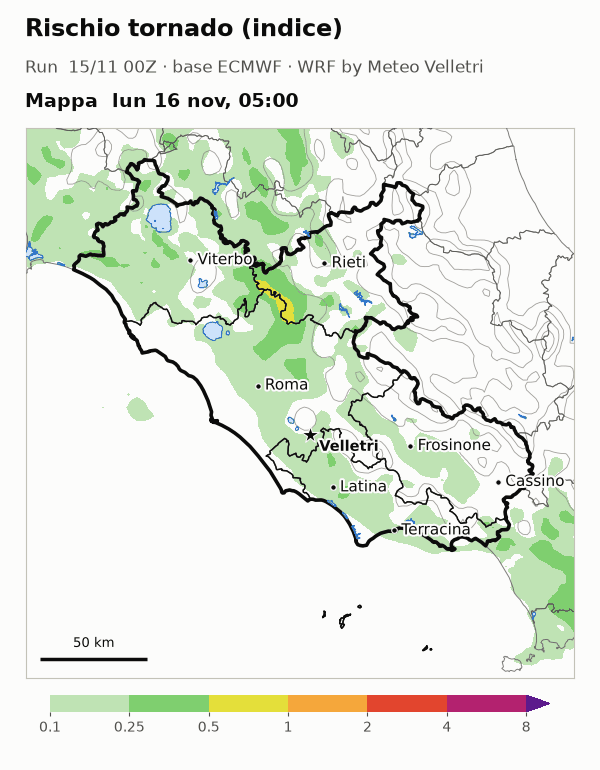 Rischio tornado (indice)
Run  15/11 00Z · base ECMWF · WRF by Meteo Velletri
Mappa  lun 16 nov, 05:00
Viterbo
Rieti
Roma
Velletri
Frosinone
Cassino
Latina
Terracina
50 km
0.1 0.25 0.5 1 2 4 8